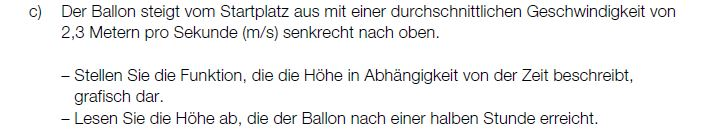 c) Der Ballon steigt vom Startplatz aus mit einer durchschnittlichen Geschwindigkeit von
2,3 Metern pro Sekunde (m/s) senkrecht nach oben.
– Stellen Sie die Funktion, die die Höhe in Abhängigkeit von der Zeit beschreibt,
grafisch dar.
– Lesen Sie die Höhe ab, die der Ballon nach einer halben Stunde erreicht.